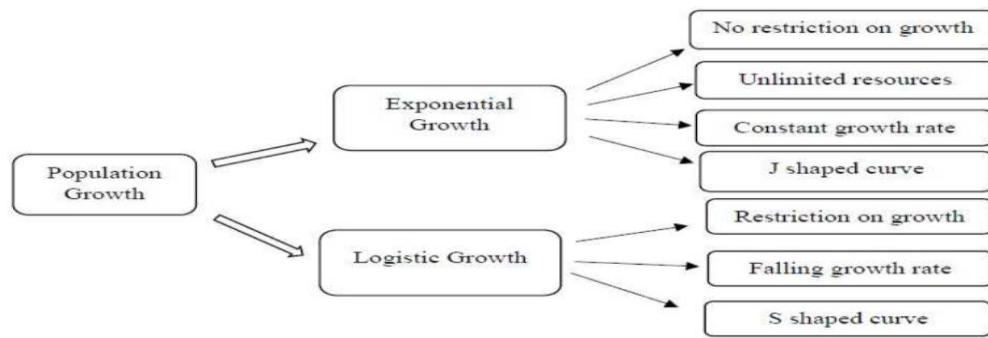 No restriction on growth
Unlimited resources
Exponential
Growth
Constant growth rate
J shaped curve
Population
Growth
Restriction on growth
Logistic Growth
Falling growth rate
S shaped curve